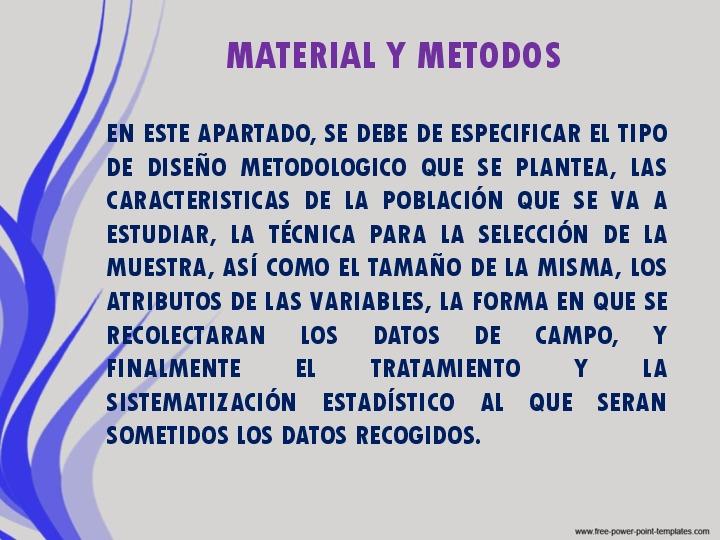 MATERIAL Y METODOS
EN ESTE APARTADO, SE DEBE DE ESPECIFICAR EL TIPO
DE DISEÑO METODOLOGICO QUE SE PLANTEA, LAS
CARACTERISTICAS DE LA POBLACIÓN QUE SE VA A
ESTUDIAR, LA TÉCNICA PARA LA SELECCIÓN DE LA
MUESTRA, ASÍ COMO EL TAMAÑO DE LA MISMA, LOS
ATRIBUTOS DE LAS VARIABLES, LA FORMA EN QUE SE
RECOLECTARAN LOS DATOS DE CAMPO, Y
FINALMENTE EL TRATAMIENTO Y LA
SISTEMATIZACIÓN ESTADÍSTICO AL QUE SERAN
SOMETIDOS LOS DATOS RECOGIDOS.
www.free-power-point-templates.com